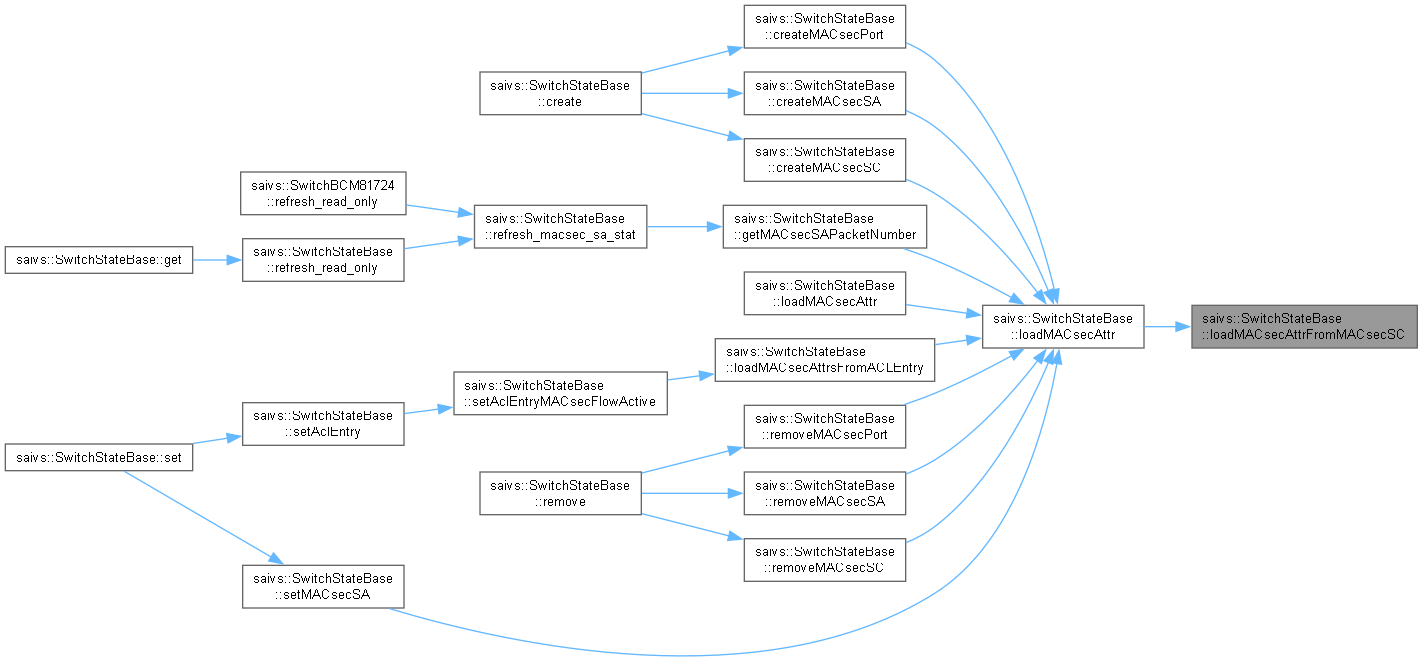 saivs::SwitchStateBase
::createMACsecPort
saivs::SwitchStateBase
::create
saivs::SwitchStateBase
::createMACsecSA
saivs::SwitchStateBase
::createMACsecSC
saivs::SwitchBCM81724
::refresh_read_only
saivs::SwitchStateBase
::refresh_macsec_sa_stat
saivs::SwitchStateBase
::getMACsecSAPacketNumber
saivs::SwitchStateBase::get
saivs::SwitchStateBase
::refresh_read_only
saivs::SwitchStateBase
::loadMACsecAttr
saivs::SwitchStateBase
::loadMACsecAttr
saivs::SwitchStateBase
::loadMACsecAttrFromMACsecSC
saivs::SwitchStateBase
::loadMACsecAttrsFromACLEntry
saivs::SwitchStateBase
::setAclEntryMACsecFlowActive
saivs::SwitchStateBase
::setAclEntry
saivs::SwitchStateBase
::removeMACsecPort
saivs::SwitchStateBase::set
saivs::SwitchStateBase
::remove
saivs::SwitchStateBase
::removeMACsecSA
saivs::SwitchStateBase
::removeMACsecSC
saivs::SwitchStateBase
::setMACsecSA